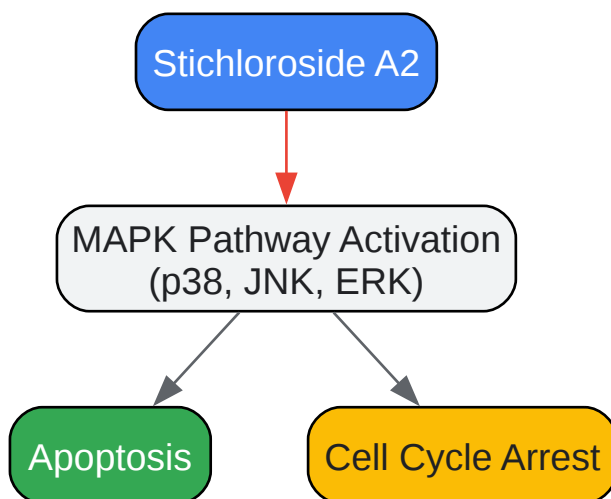 Stichloroside A2
MAPK Pathway Activation
(p38, JNK, ERK)
Apoptosis
Cell Cycle Arrest